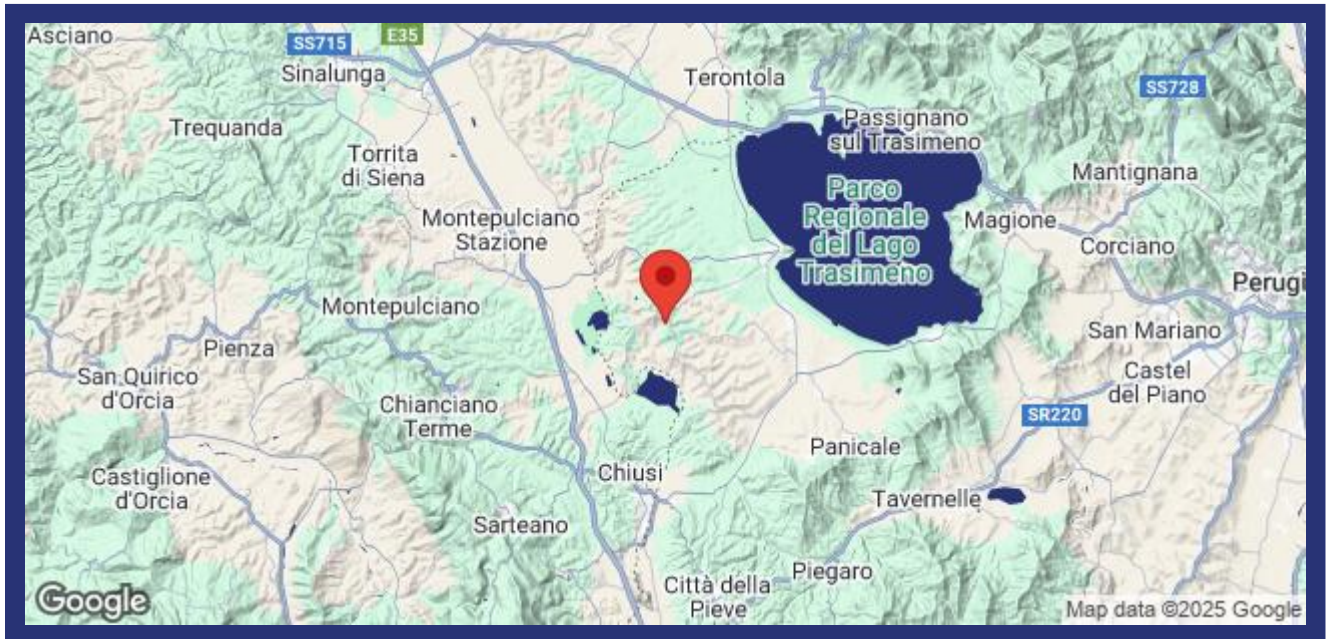 Asciano
SS715
E35
Sinalunga
Terontola
SS728
Trequanda
Passignano
sul Trasimeno
Torrita
di Siena
Mantignana
Parco
Regionale
del Lago
Trasimeno
Montepulciano
Stazione
Magione
Corciano
Perugi
Montepulciano
Pienza
San Mariano
San Quirico
d'Orcia
Castel
del Piano
Chianciano
Terme
SR220
Panicale
Castiglione
d'Orcia
Chiusi
Tavernelle
Sarteano
Città della
Pieve
Piegaro
Google
Map data ©2025 Google